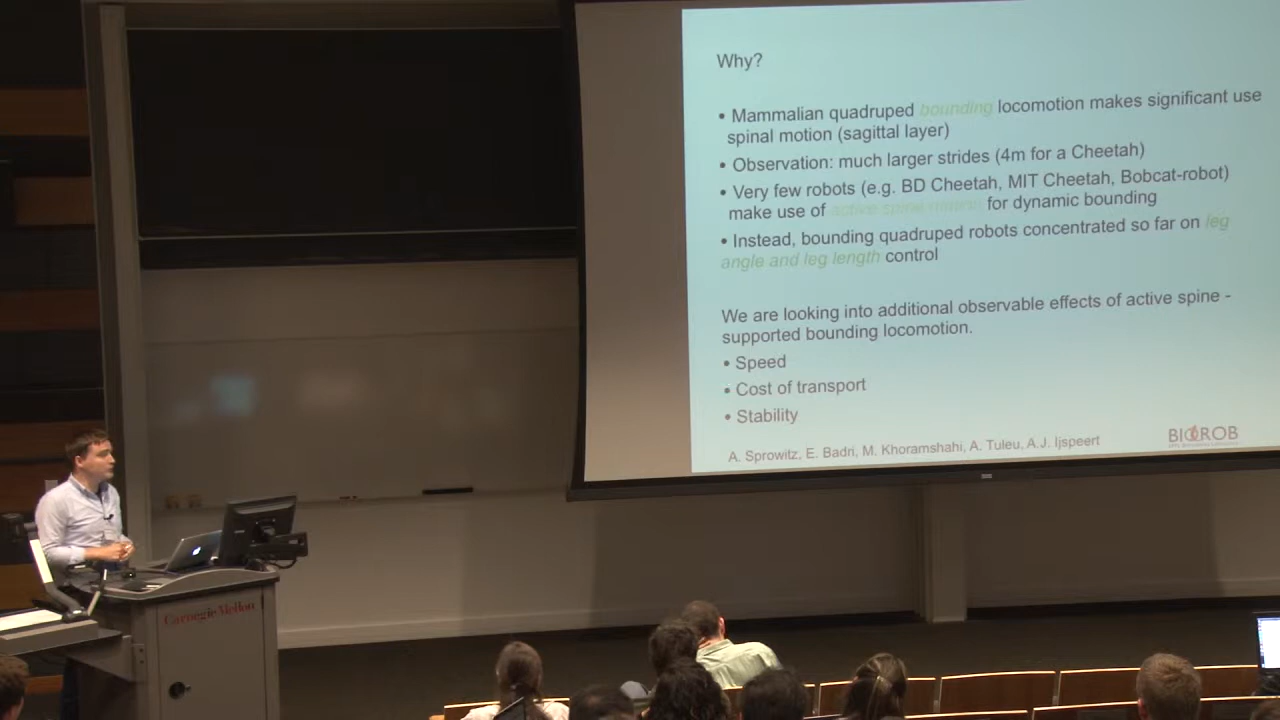 Why?
• Mammalian quadruped bounding locomotion makes significant use
spinal motion (sagittal layer)
• Observation: much larger strides (4m for a Cheetah)
• Very few robots (e.g. BD Cheetah, MIT Cheetah, Bobcat-robot)
make use of active spinal for dynamic bounding
• Instead, bounding quadruped robots concentrated so far on leg
angle and leg length control
We are looking into additional observable effects of active spine -
supported bounding locomotion.
• Speed
• Cost of transport
• Stability
A. Sprowitz, E. Badri, M. Khoramshahi, A. Tuleu, A.J. Ijspeert
BIOROB
Carnegie Mellon